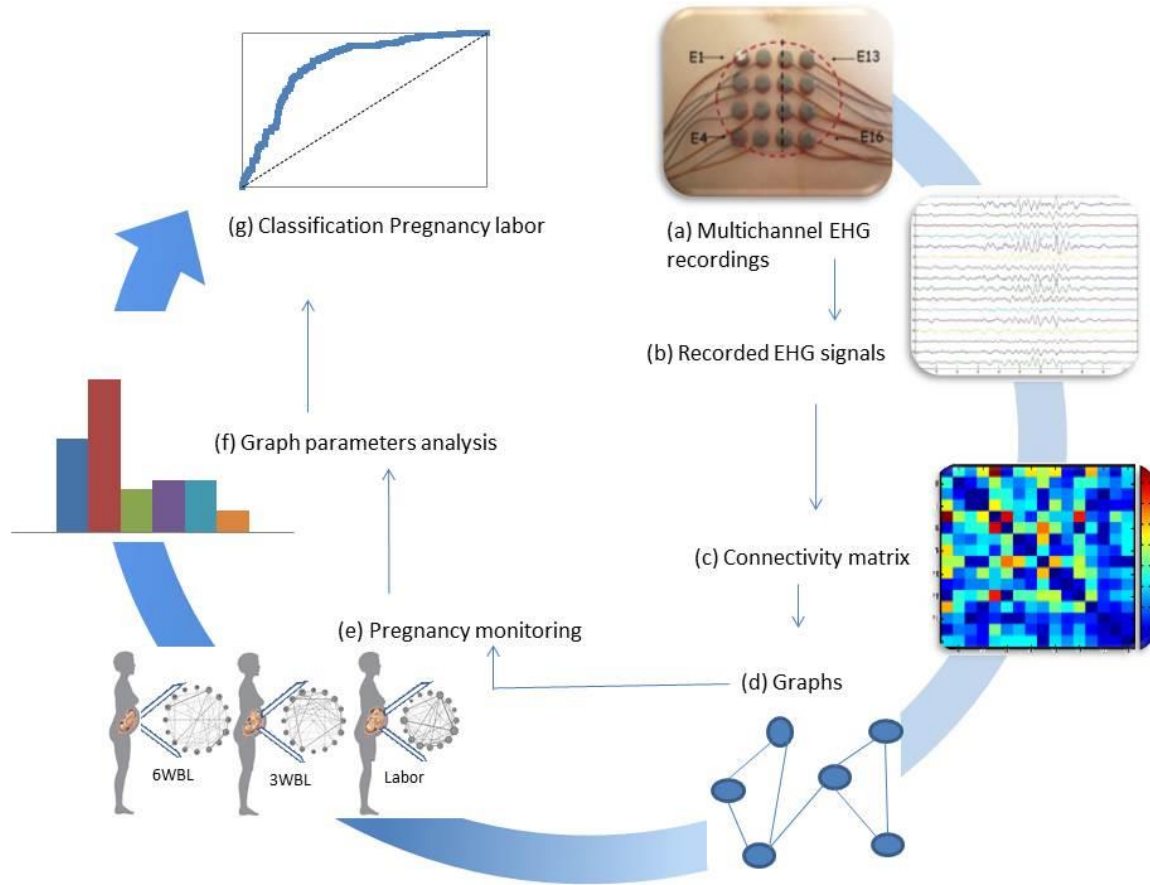 E1
E13
E4
E16
(a) Multichannel EHG
recordings
(b) Recorded EHG signals
(c) Connectivity matrix
(d) Graphs
(e) Pregnancy monitoring
6WBL
3WBL
Labor
(f) Graph parameters analysis
(g) Classification Pregnancy labor